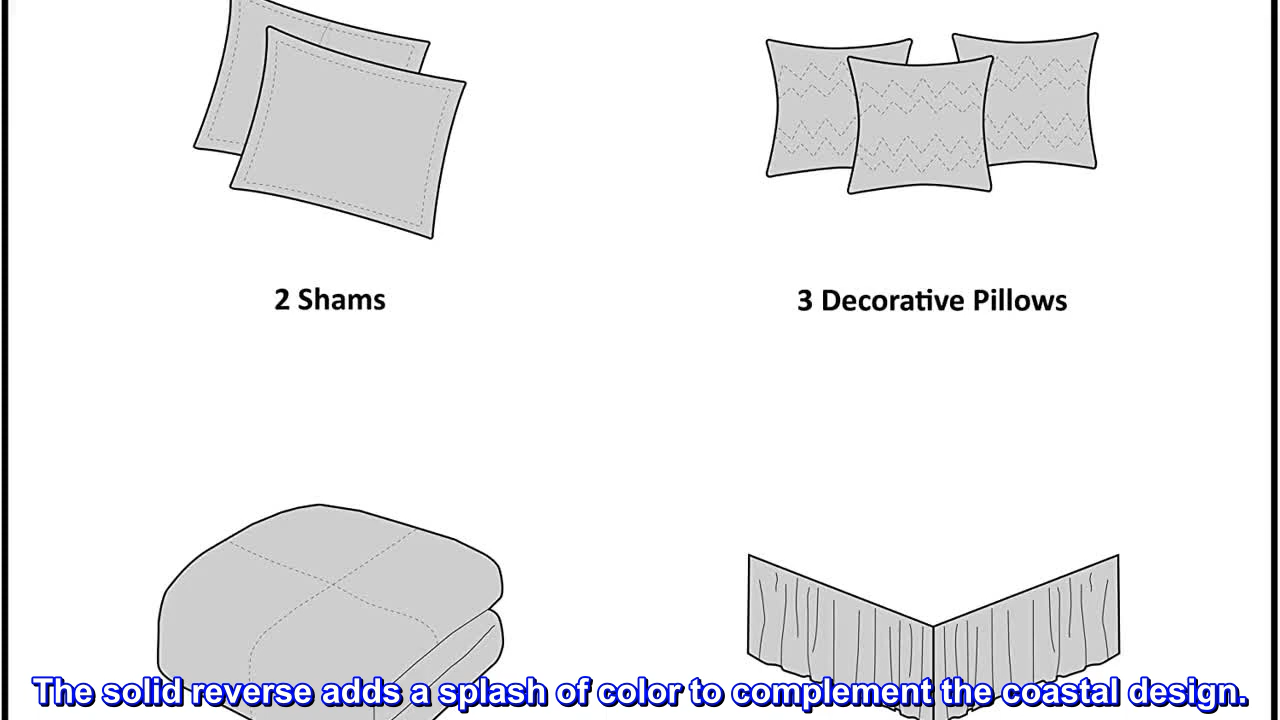 2 Shams
3 Decorative Pillows
The solid reverse adds a splash of color to complement the coastal design.